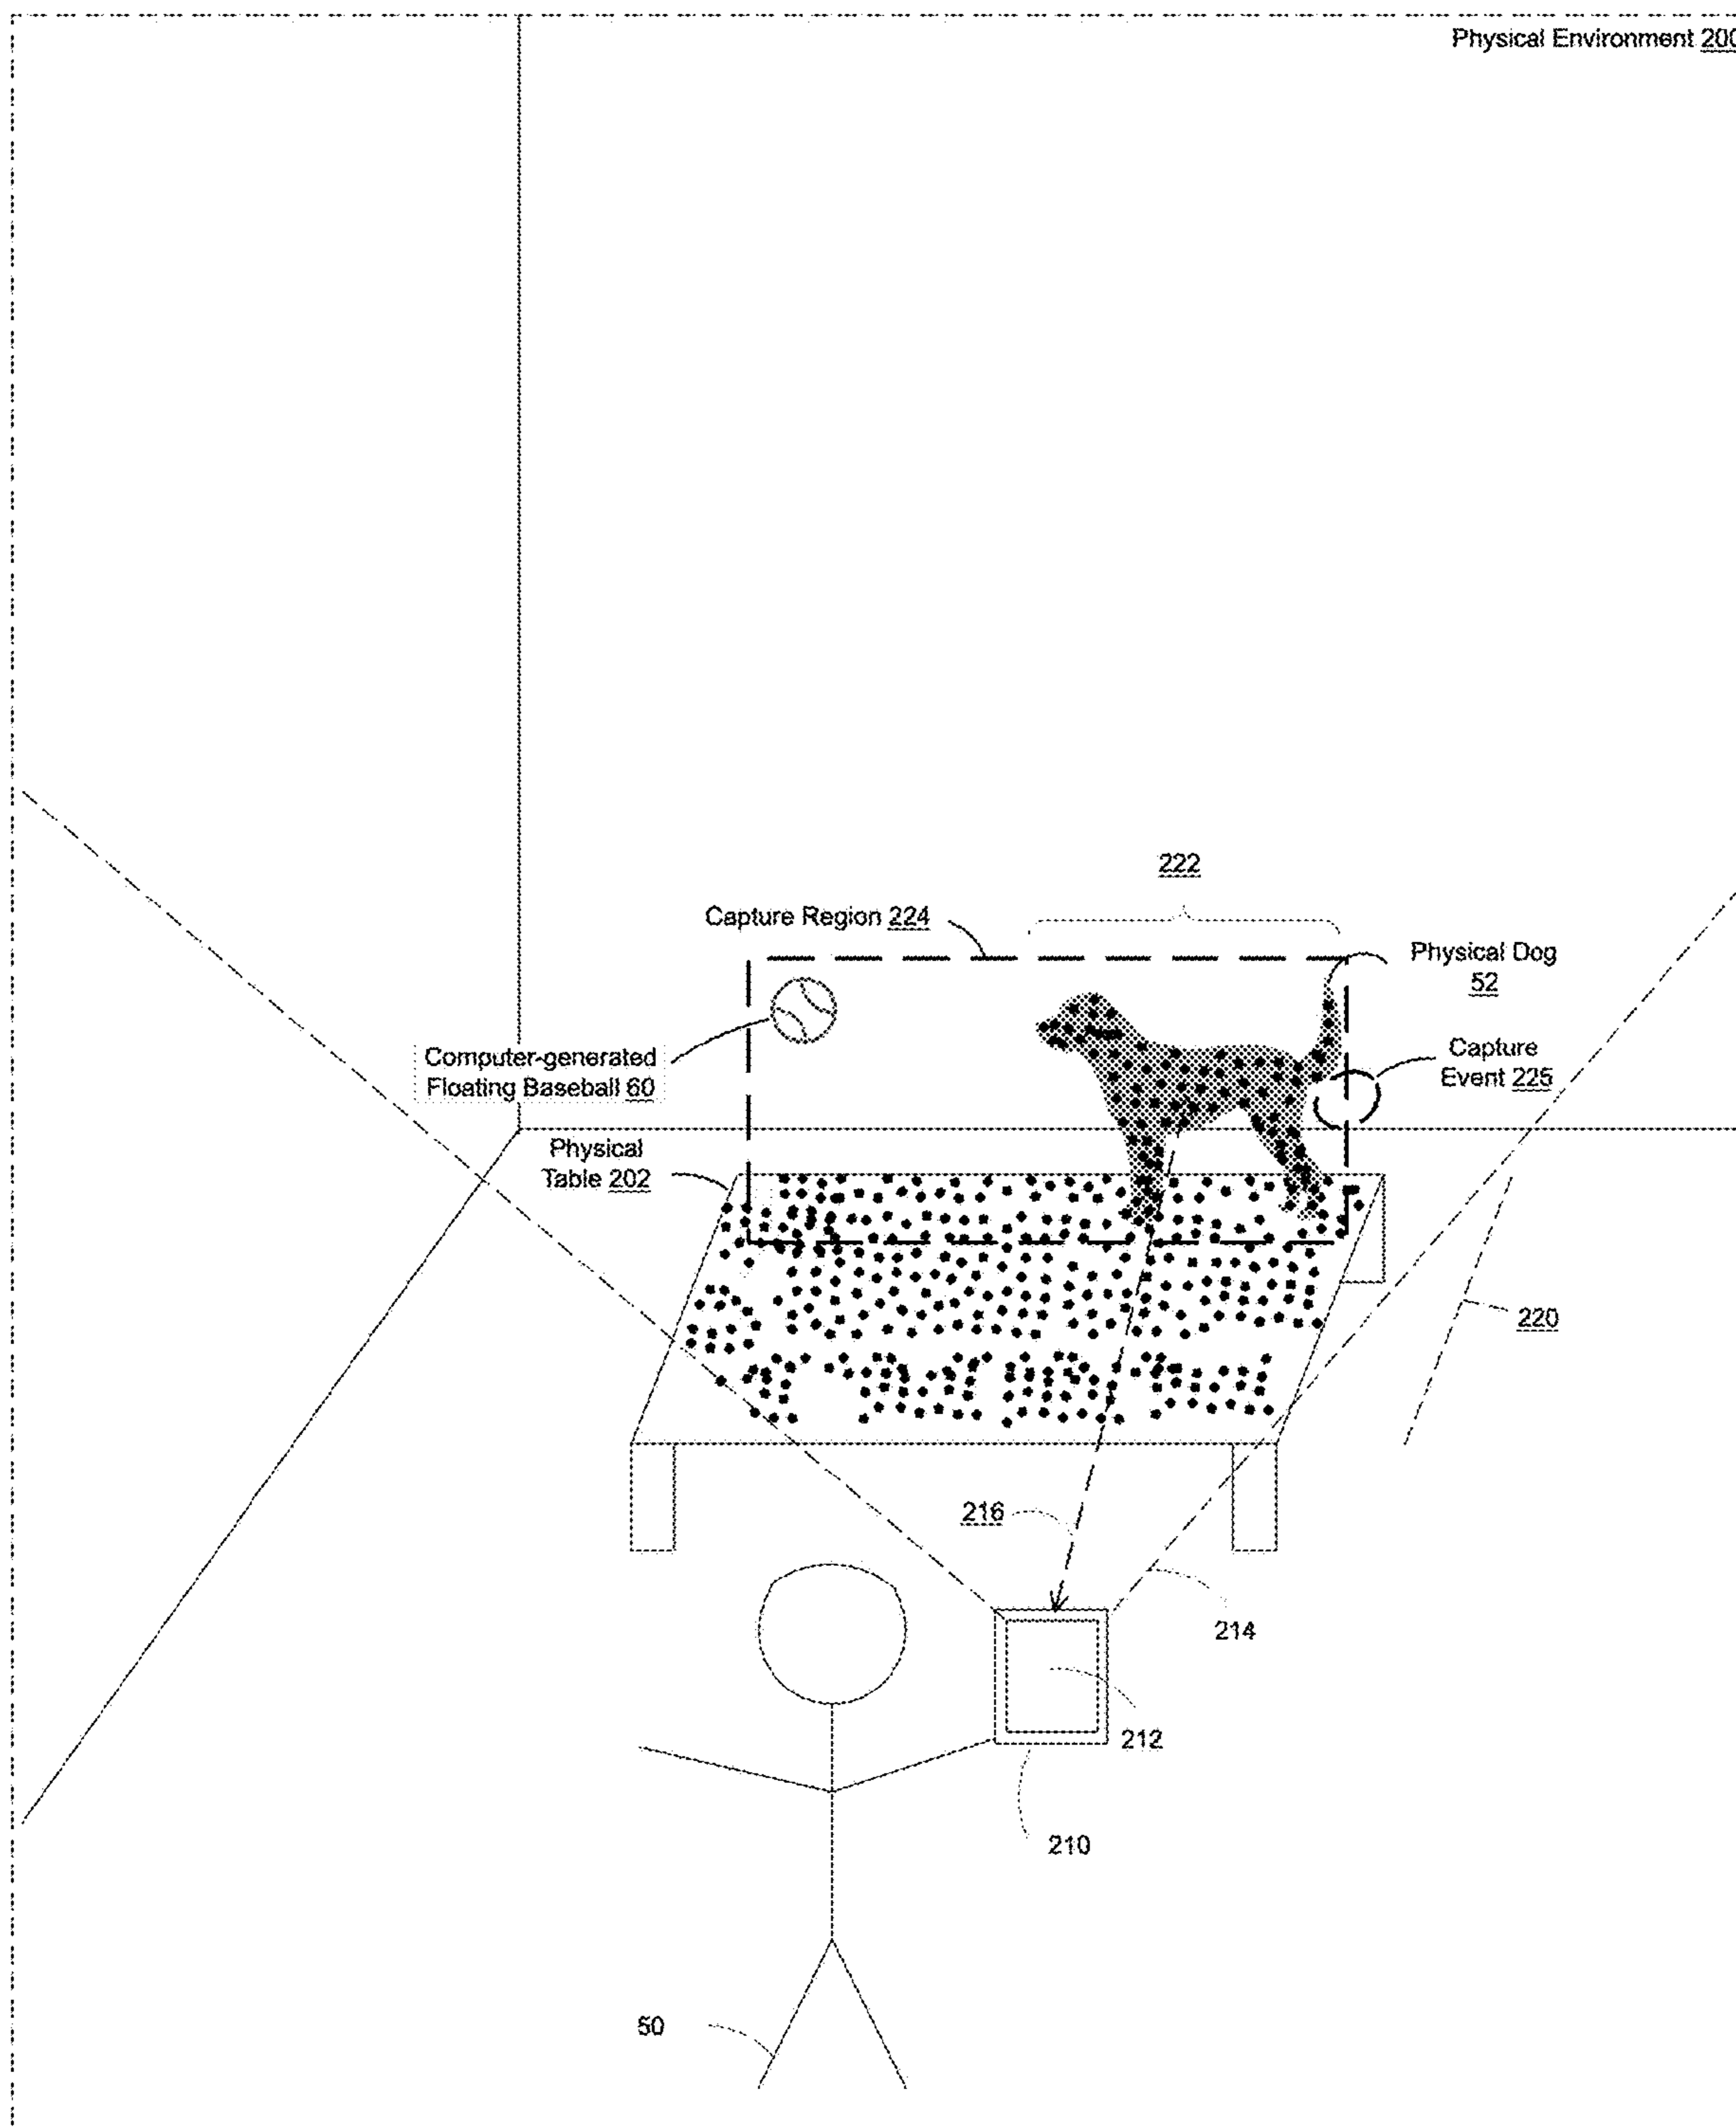 Physical Environment 200
222
Capture Region 224
Physical Dog
52
Computer-generated
Floating Baseball 60
Capture
Event 225
Physical
Table 202
220
216
214
212
210
50